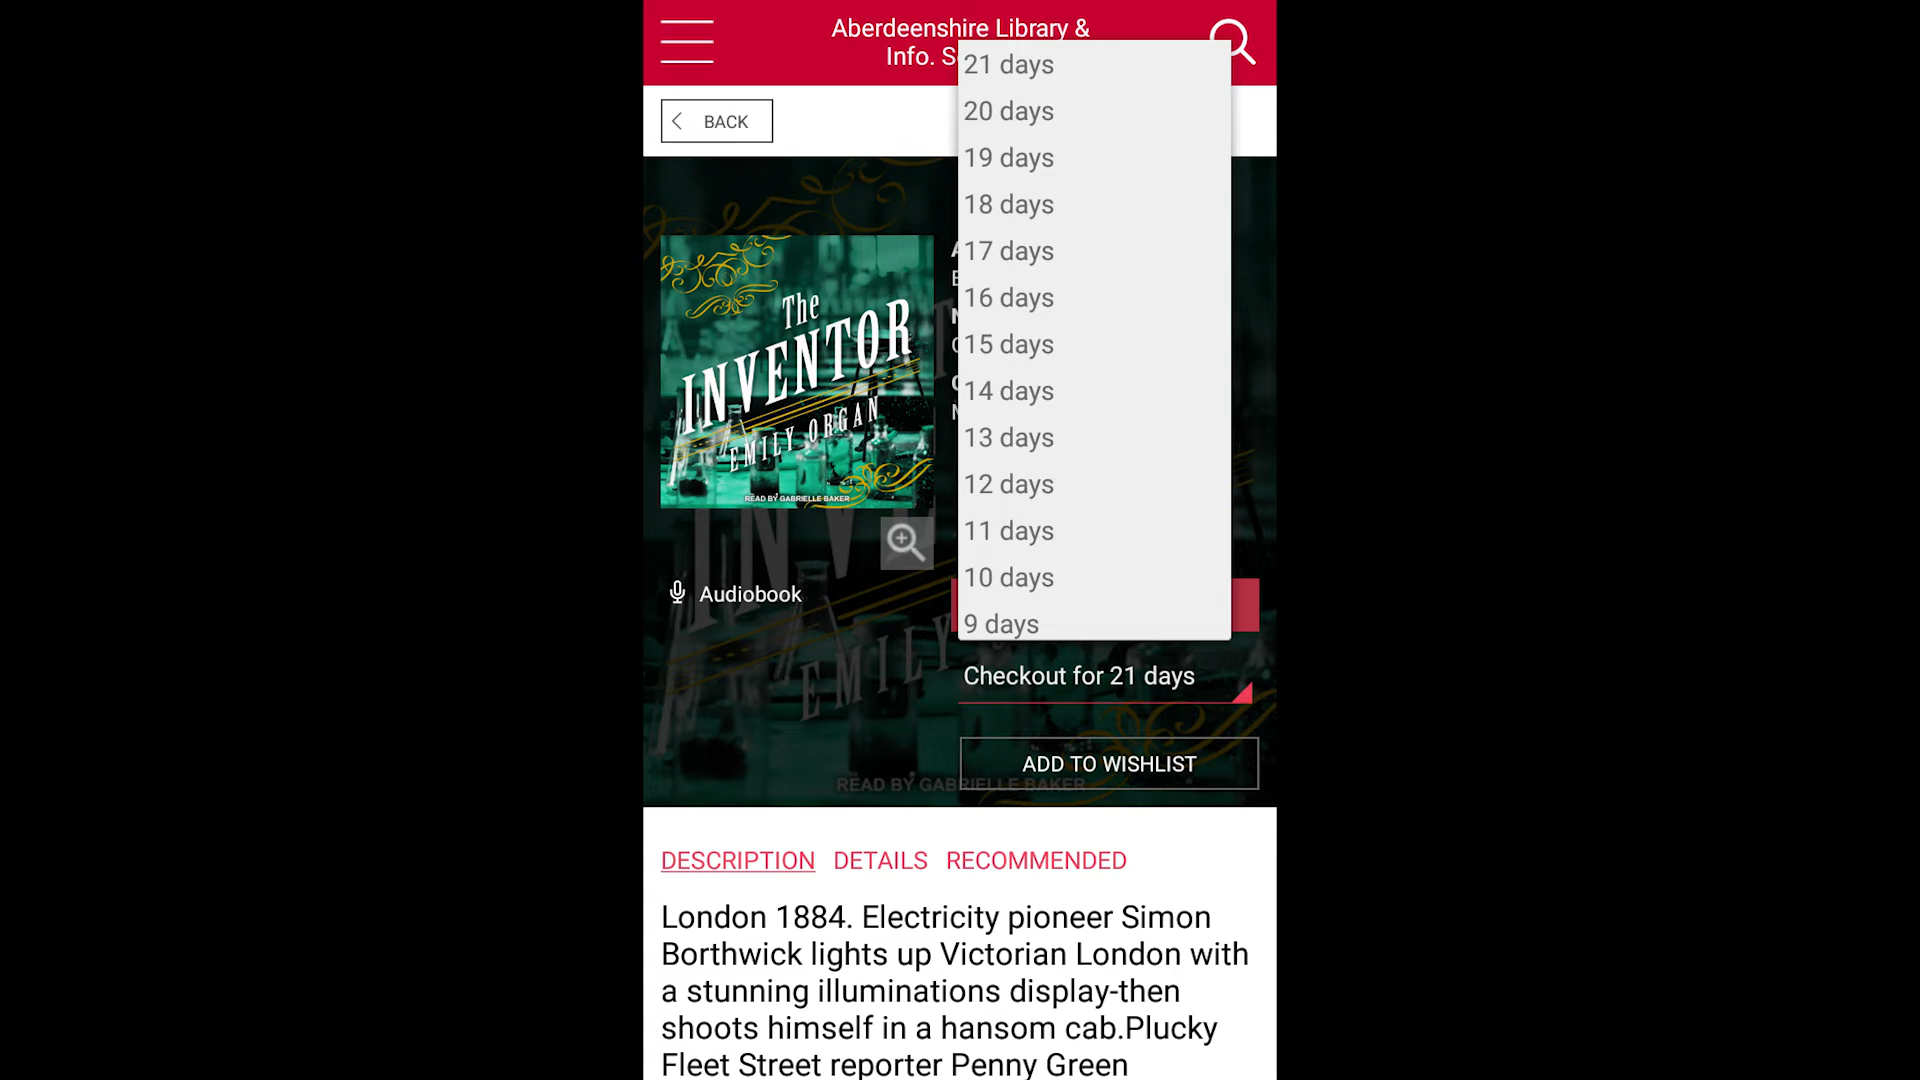 Aberdeenshire Library &
Info. S
21 days
20 days
19 days
18 days
17 days
16 days
15 days
14 days
13 days
12 days
11 days
10 days
9 days
BACK
The
INVENTOR
EMILY ORGAN
READ BY GABRIELLE BAKER
Audiobook
Checkout for 21 days
ADD TO WISHLIST
READ BY GABRIELLE BAKER
DESCRIPTION DETAILS RECOMMENDED
London 1884. Electricity pioneer Simon
Borthwick lights up Victorian London with
a stunning illuminations display-then
shoots himself in a hansom cab.Plucky
Fleet Street reporter Penny Green